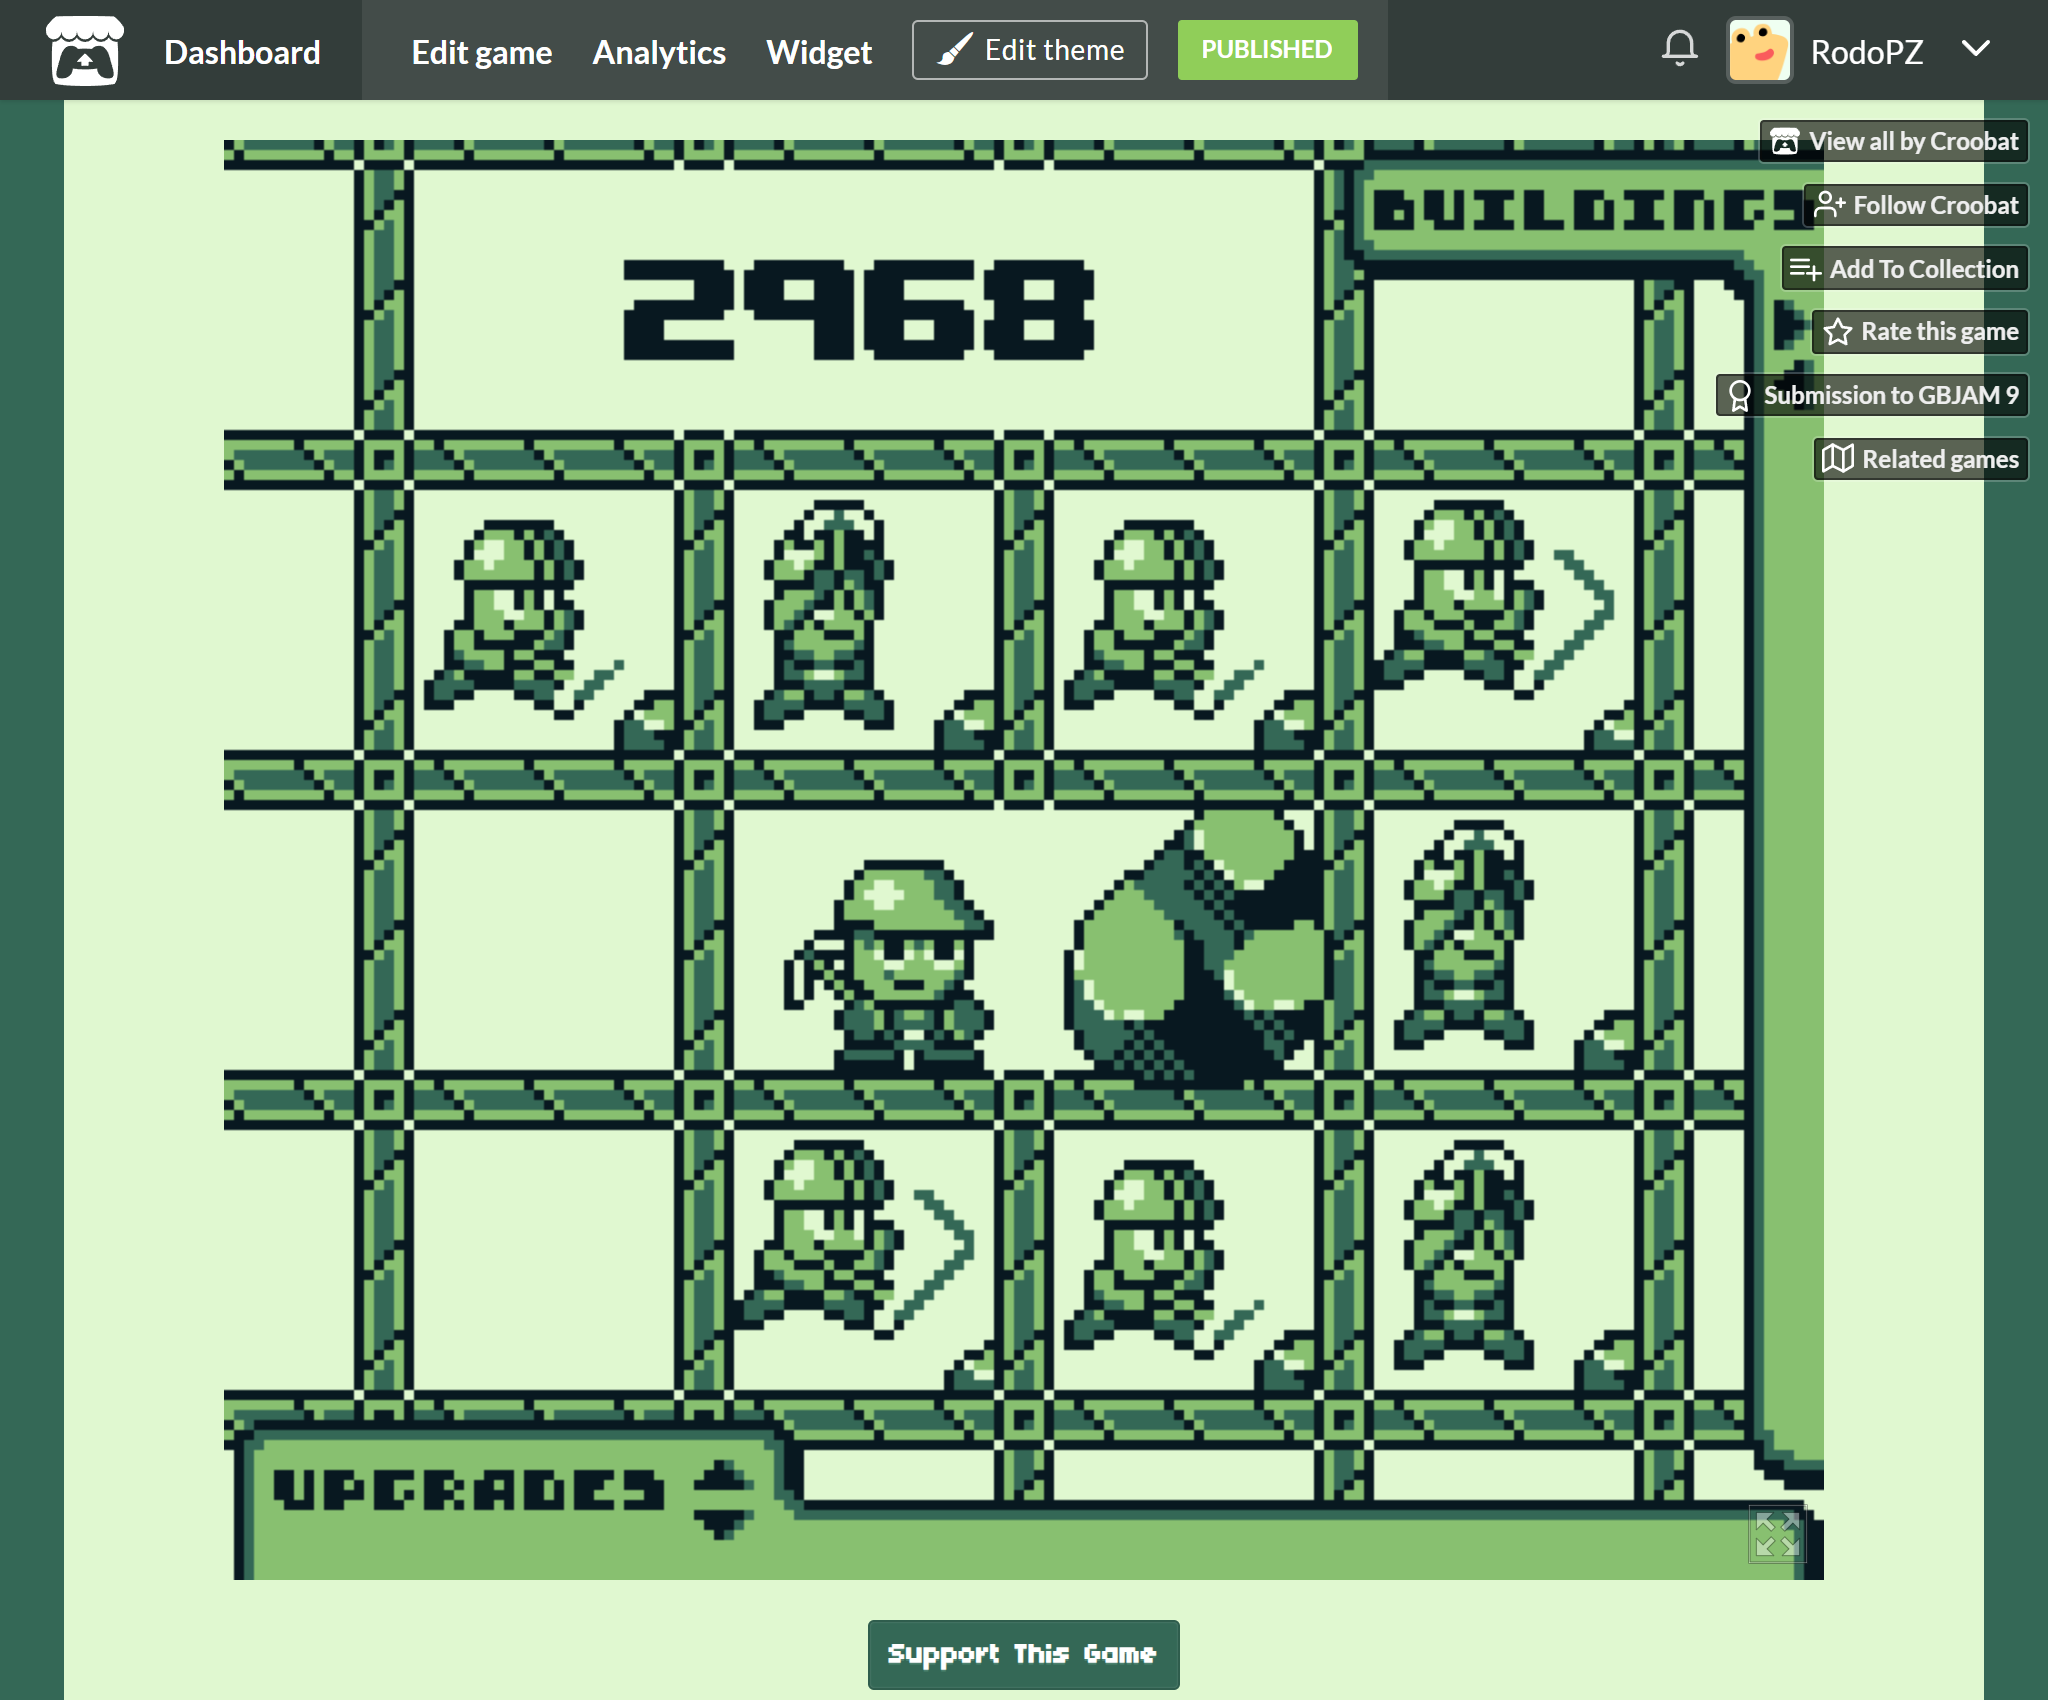 Dashboard
Edit game
Analytics
Widget
Edit theme
PUBLISHED
RodoPZ
View all by Croobat
BUILDINGS
Follow Croobat
2968
Add To Collection
Rate this game
Submission to GBJAM 9
Related games
UPGRADES
Support This Game